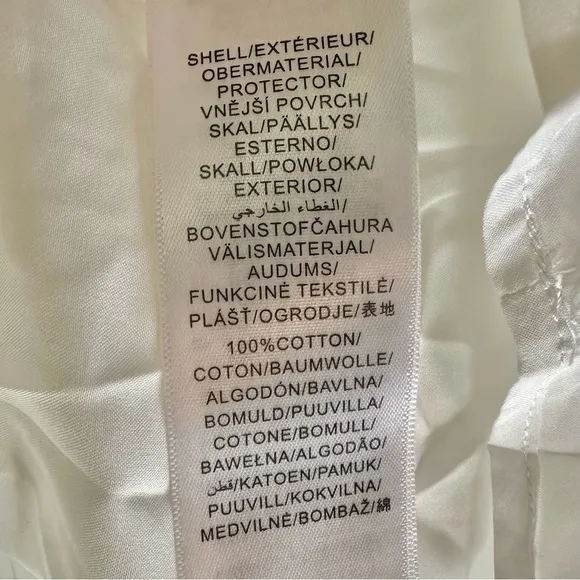 SHELL/EXTÉRIEUR/
OBERMATERIAL/
PROTECTOR/
VNĚJŠÍ POVRCH/
SKAL/PÄÄLLYS/
ESTERNO/
SKALL/POWŁOKA/
EXTERIOR/
الغطاء الخارجي/
BOVENSTOFČAHURA
VÄLISMATERJAL/
AUDUMS/
FUNKCINĖ TEKSTILĖ/
PLÁŠŤ/OGRODJE/表地
100%COTTON/
COTON/BAUMWOLLE/
ALGODÓN/BAVLNA/
BOMULD/PUUVILLA/
COTONE/BOMULL/
BAWEŁNA/ALGODÃO/
قطن/KATOEN/PAMUK/
PUUVILL/KOKVILNA/
MEDVILNĖ/BOMBAŽ/綿